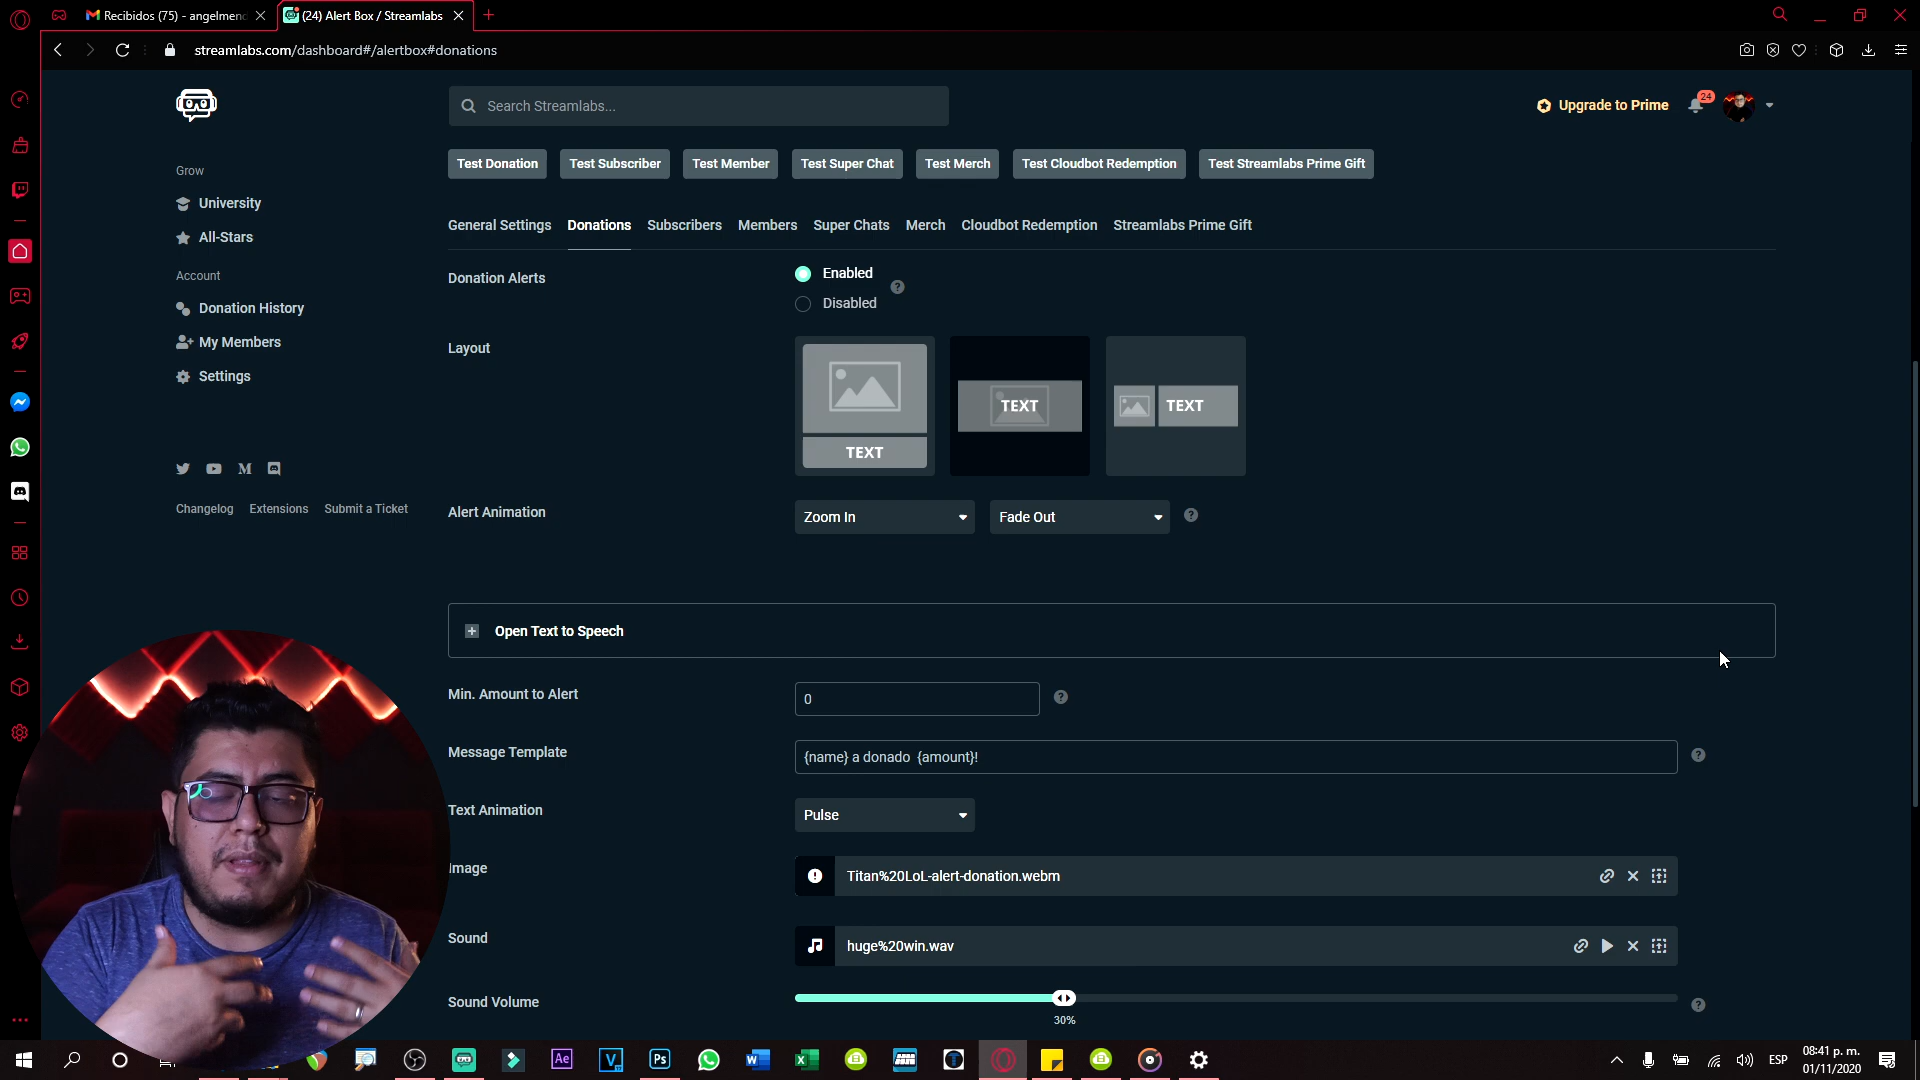 Recibidos (75) - angelmend
(24) Alert Box / Streamlabs
streamlabs.com/dashboard#/alertbox#donations
Search Streamlabs...
Upgrade to Prime
24
Test Donation
Test Subscriber
Test Member
Test Super Chat
Test Merch
Test Cloudbot Redemption
Test Streamlabs Prime Gift
General Settings
Donations
Subscribers
Members
Super Chats
Merch
Cloudbot Redemption
Streamlabs Prime Gift
Grow
University
All-Stars
Account
Donation History
My Members
Settings
Changelog
Extensions
Submit a Ticket
Donation Alerts
Enabled
Disabled
Layout
TEXT
TEXT
TEXT
Alert Animation
Zoom In
Fade Out
Open Text to Speech
Min. Amount to Alert
0
Message Template
{name} a donado {amount}!
Text Animation
Pulse
Image
Titan%20LoL-alert-donation.webm
Sound
huge%20win.wav
Sound Volume
30%
Ae
V
Ps
ESP
08:41 p. m.
01/11/2020